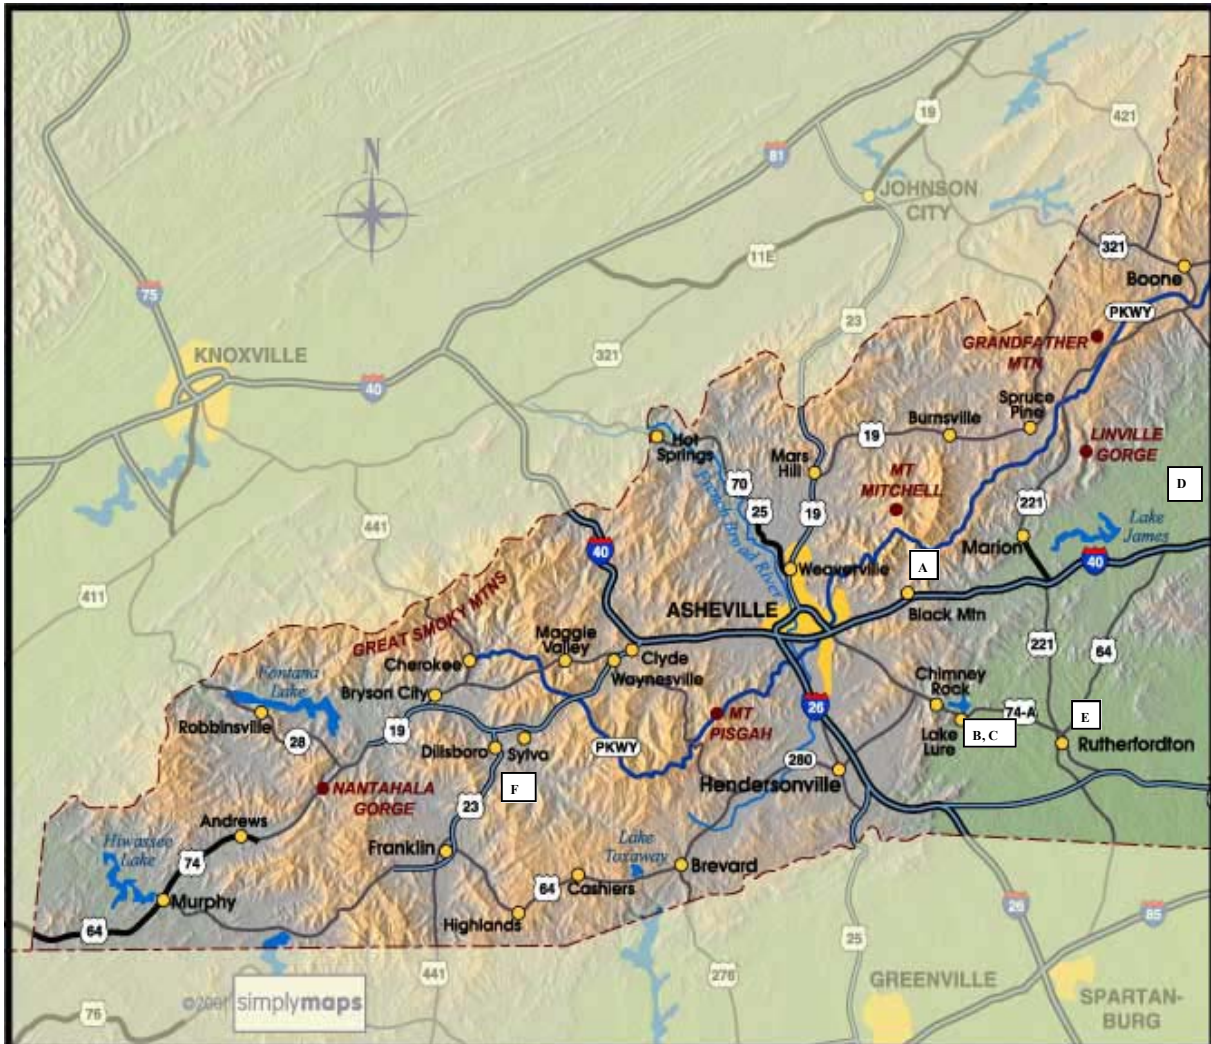 N
81
19
421
JOHNSON
CITY
321
11E
Boone
75
PKWY
23
GRANDFATHER
MTN
KNOXVILLE
321
40
Spruce
Pine
Burnsville
19
Hot
Springs
Mars
Hill
LINVILLE
GORGE
MT
MITCHELL
70
25
19
D
221
441
French Broad River
Lake
James
Marion
40
40
A
Weaverville
411
ASHEVILLE
Black Mtn
GREAT SMOKY MTNS
Maggie
Valley
Clyde
Cherokee
Waynesville
221
64
Chimney
Rock
Fontana
Lake
Bryson City
26
74-A
E
Robbinsville
MT
PISGAH
19
28
Lake
Lure
B, C
Rutherfordton
Dillsboro
Sylva
PKWY
280
Hendersonville
NANTAHALA
GORGE
F
23
Andrews
Hiwassee
Lake
Franklin
74
Lake
Toxaway
Brevard
64
Cashiers
Murphy
Highlands
64
26
85
25
441
276
GREENVILLE
©2001 simplymaps
76
SPARTAN-
BURG